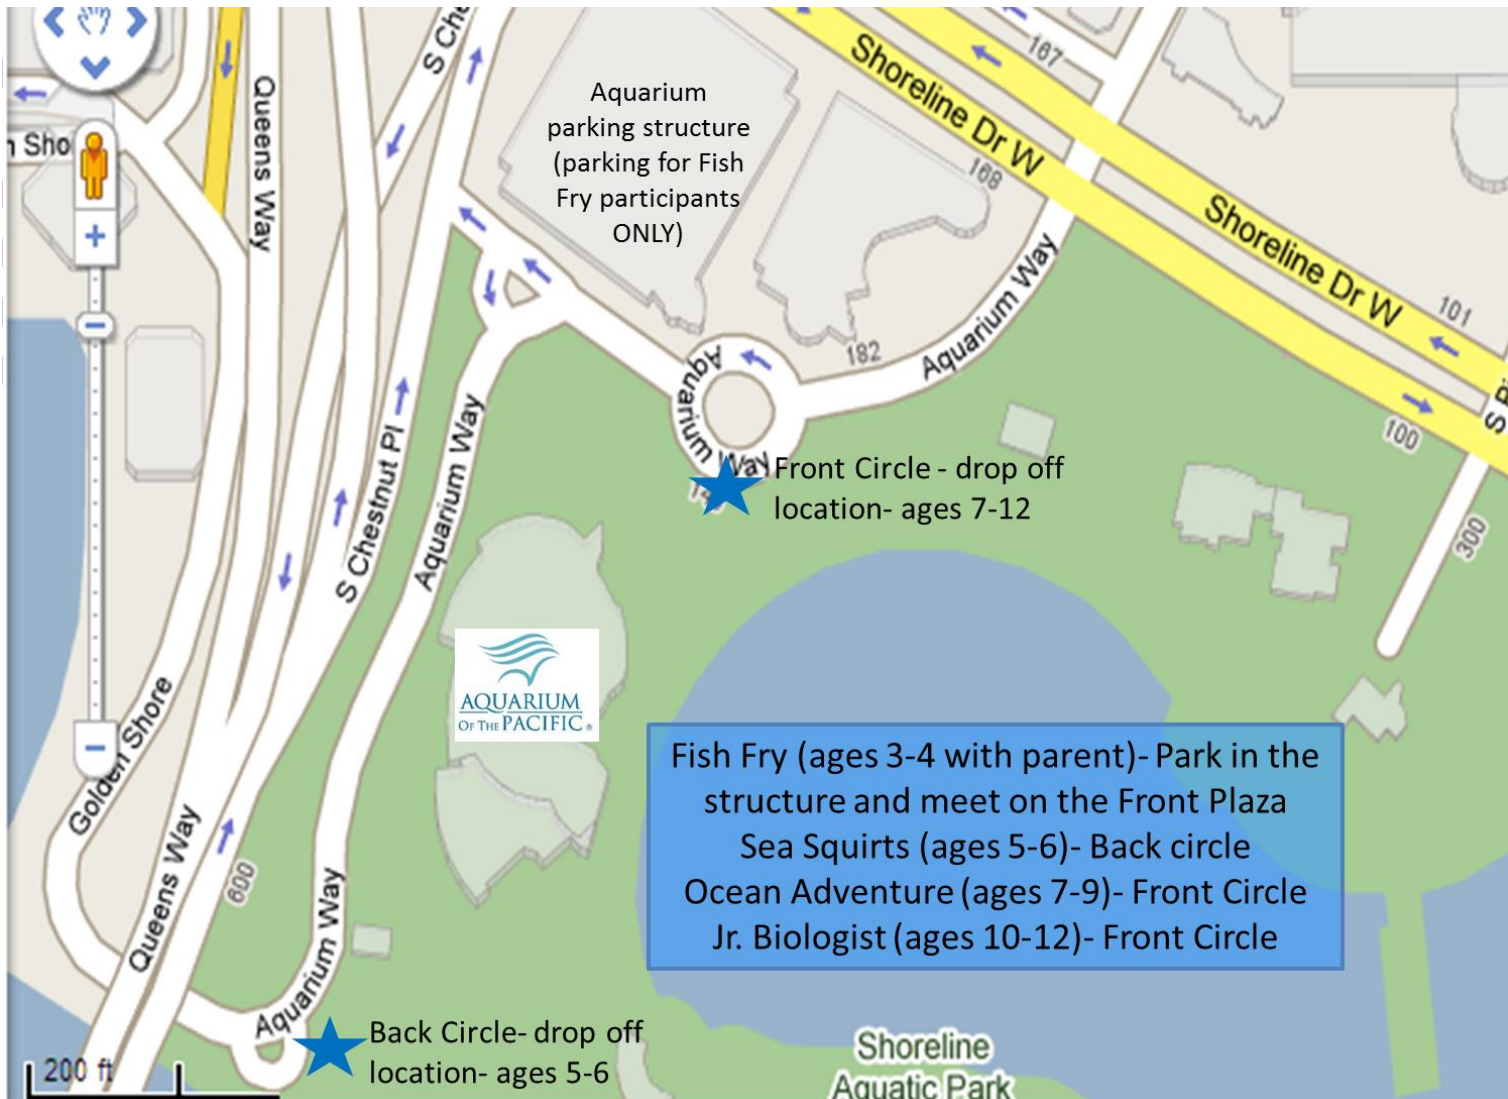 S Che
167
Shoreline Dr W
168
Queens Way
n Sho
Aquarium
parking structure
(parking for Fish
Fry participants
ONLY)
Shoreline Dr W
101
Aquarium Way
182
Aquarium Way
100
300
S Chestnut Pl
Aquarium Way
Front Circle - drop off
location- ages 7-12
AQUARIUM
OF THE PACIFIC®
Golden Shore
Queens Way
600
Fish Fry (ages 3-4 with parent)- Park in the
structure and meet on the Front Plaza
Sea Squirts (ages 5-6)- Back circle
Ocean Adventure (ages 7-9)- Front Circle
Jr. Biologist (ages 10-12)- Front Circle
Aquarium Way
Back Circle- drop off
location- ages 5-6
200 ft
Shoreline
Aquatic Park